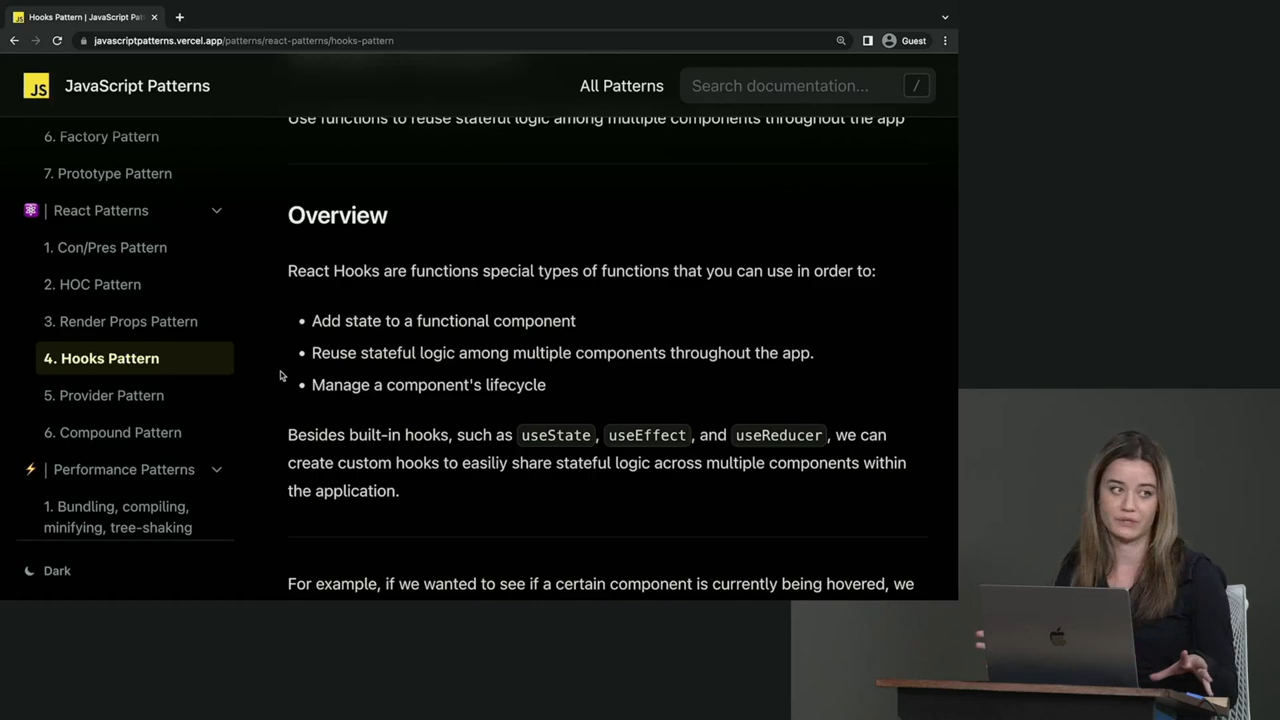 Hooks Pattern | JavaScript Pat
javascriptpatterns.vercel.app/patterns/react-patterns/hooks-pattern
Guest
JS
JavaScript Patterns
All Patterns
Search documentation...
/
6. Factory Pattern
7. Prototype Pattern
React Patterns
1. Con/Pres Pattern
2. HOC Pattern
3. Render Props Pattern
4. Hooks Pattern
5. Provider Pattern
6. Compound Pattern
Performance Patterns
1. Bundling, compiling,
minifying, tree-shaking
Dark
Use functions to reuse stateful logic among multiple components throughout the app
Overview
React Hooks are functions special types of functions that you can use in order to:
• Add state to a functional component
• Reuse stateful logic among multiple components throughout the app.
• Manage a component's lifecycle
Besides built-in hooks, such as useState, useEffect, and useReducer, we can
create custom hooks to easiliy share stateful logic across multiple components within
the application.
For example, if we wanted to see if a certain component is currently being hovered, we